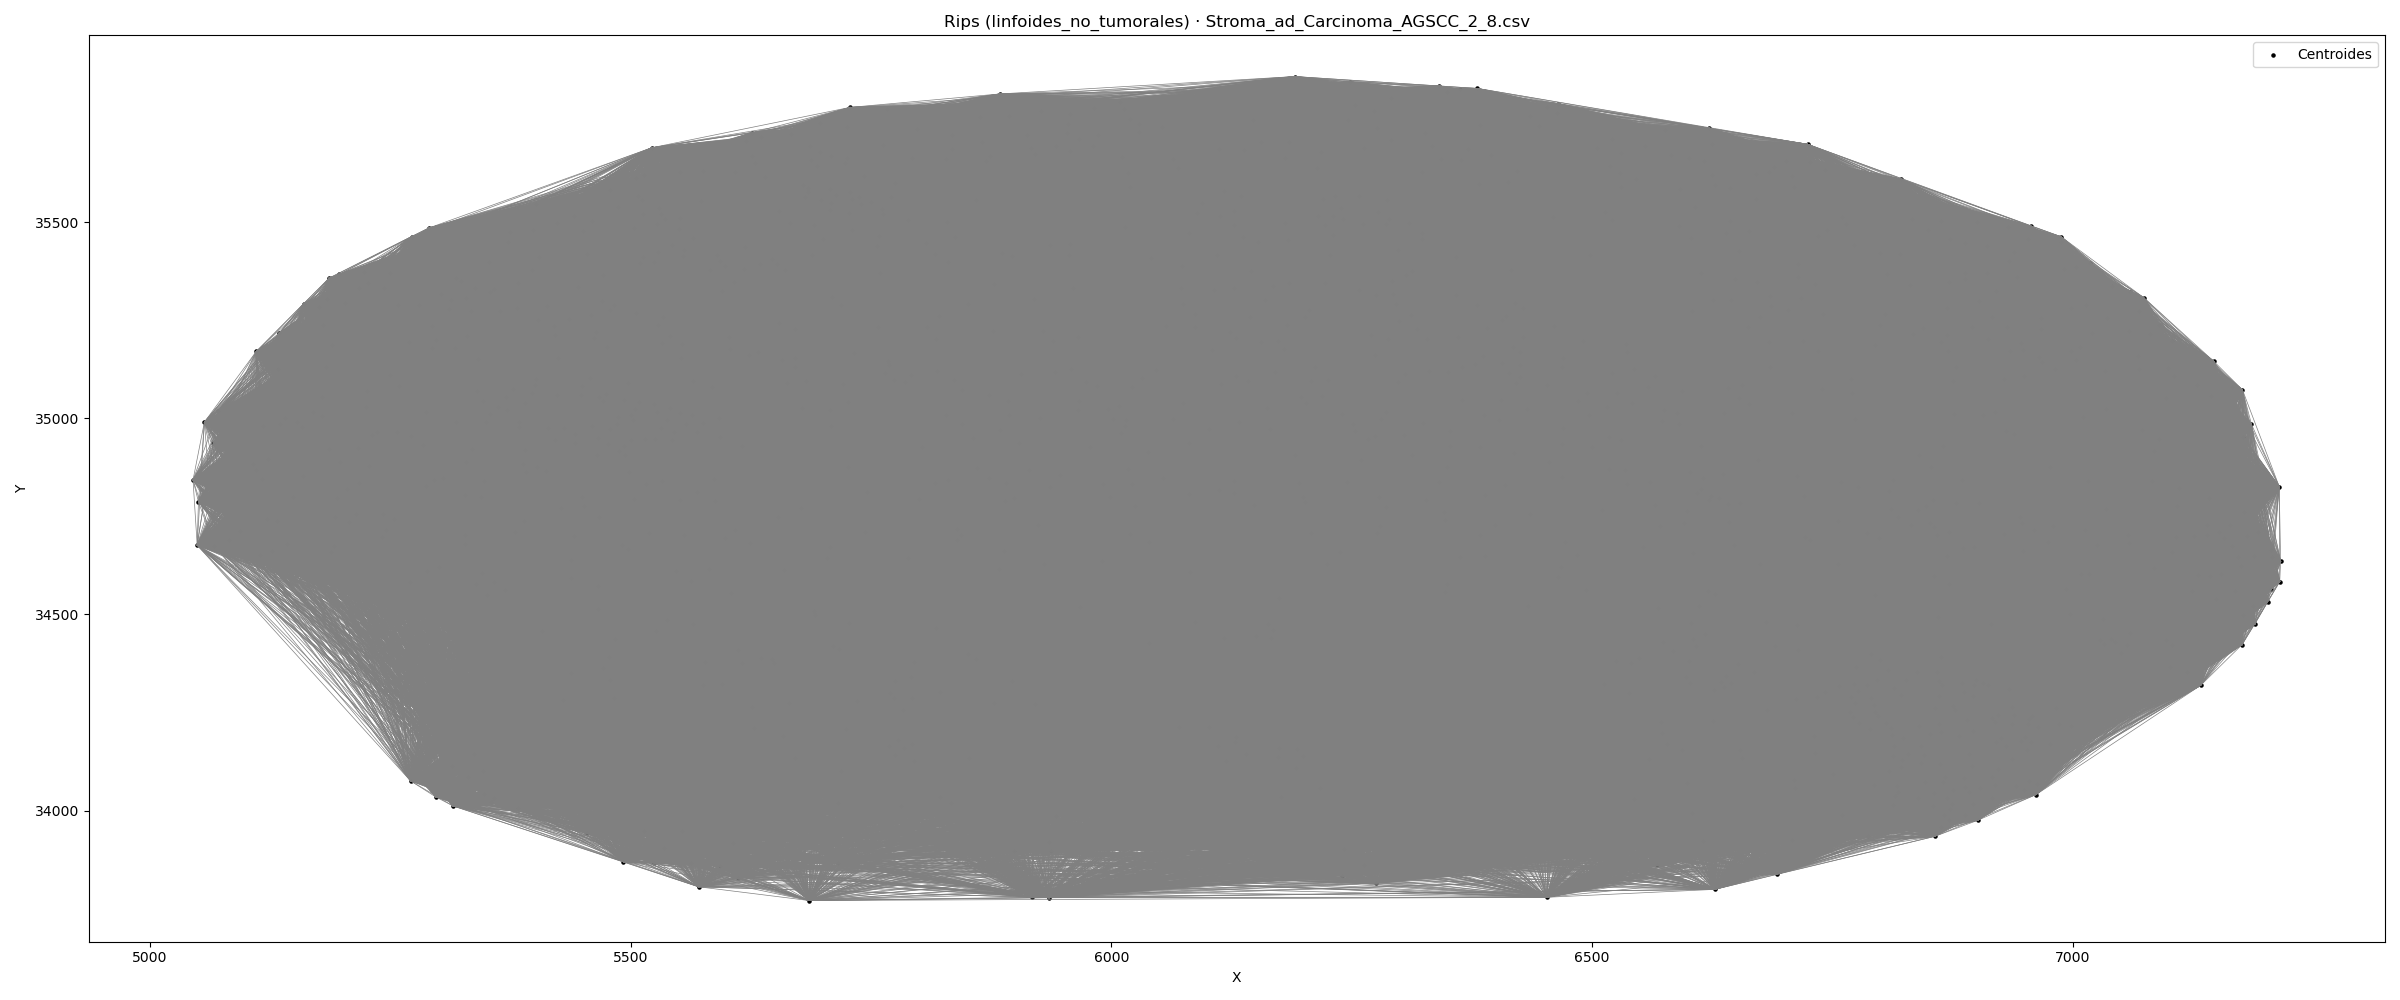 Rips (linfoides_no_tumorales) · Stroma_ad_Carcinoma_AGSCC_2_8.csv
Centroides
35500
35000
34500
34000
Y
5000
5500
6000
6500
7000
X